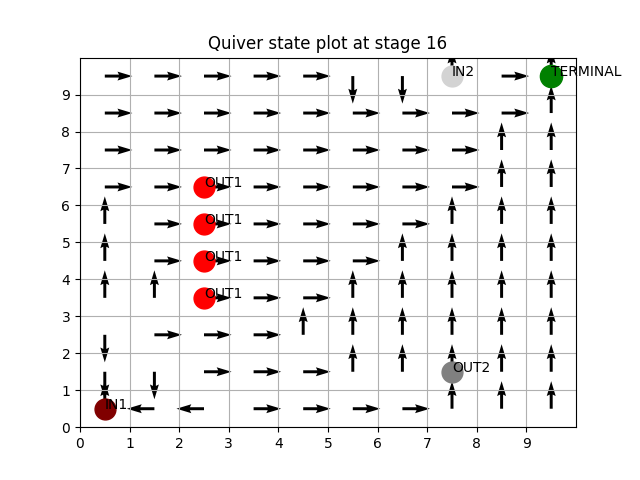 Quiver state plot at stage 16
IN2
TERMINAL
9
8
7
OUT1
6
OUT1
5
OUT1
4
OUT1
3
2
OUT2
1
IN1
0
0 1 2 3 4 5 6 7 8 9